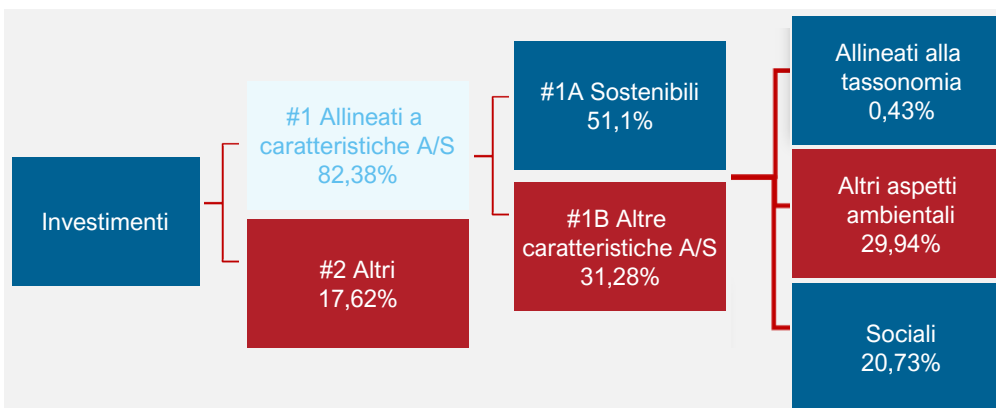 Investimenti
#1 Allineati a
caratteristiche A/S
82,38%
#2 Altri
17,62%
#1A Sostenibili
51,1%
#1B Altre
caratteristiche A/S
31,28%
Allineati alla
tassonomia
0,43%
Altri aspetti
ambientali
29,94%
Sociali
20,73%